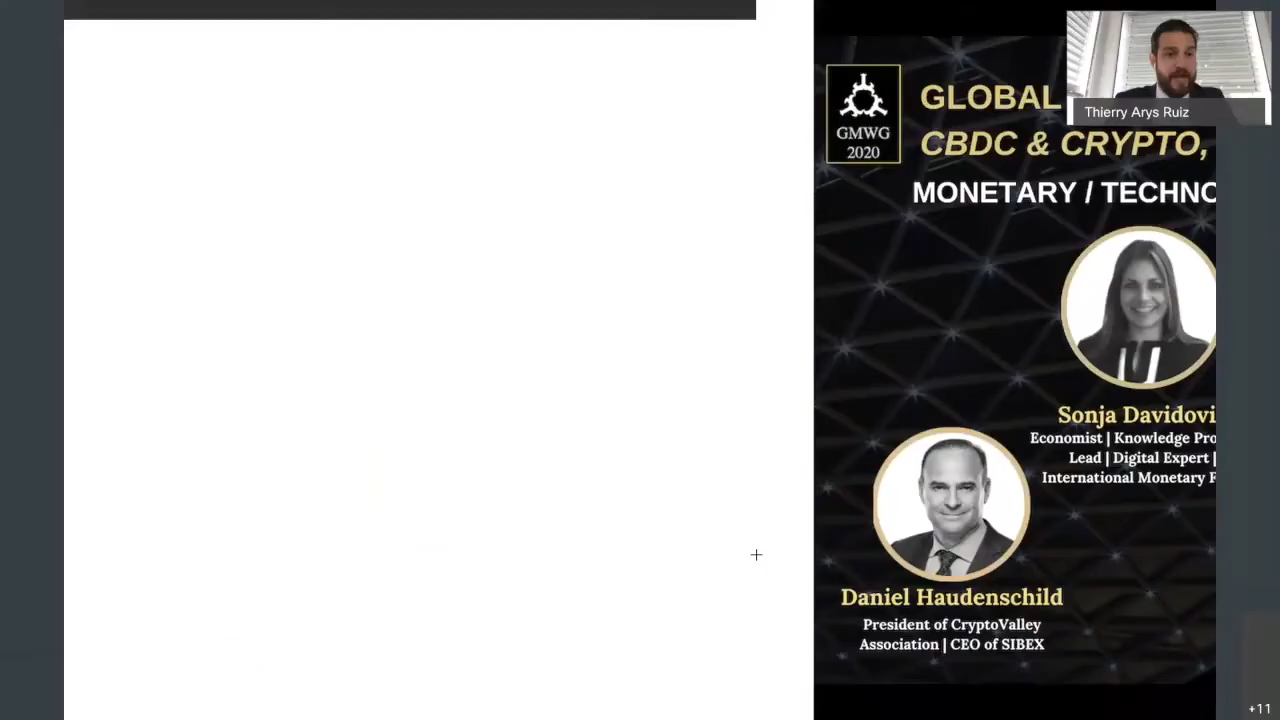 Thierry Arys Ruiz
GMWG
2020
GLOBAL
CBDC & CRYPTO,
MONETARY / TECHNO
Sonja Davidovi
Economist | Knowledge Pro
Lead | Digital Expert |
International Monetary F
Daniel Haudenschild
President of CryptoValley
Association | CEO of SIBEX
+11